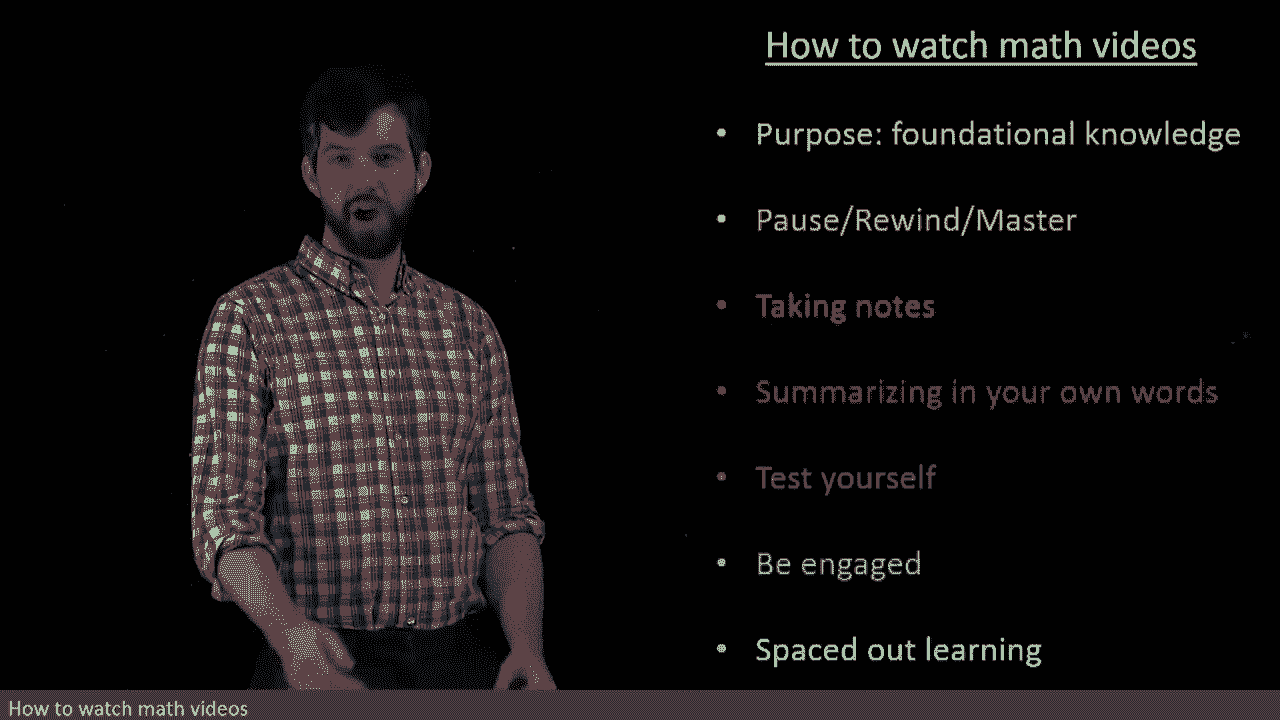 How to watch math videos
• Purpose: foundational knowledge
• Pause/Rewind/Master
• Taking notes
• Summarizing in your own words
• Test yourself
• Be engaged
• Spaced out learning
How to watch math videos